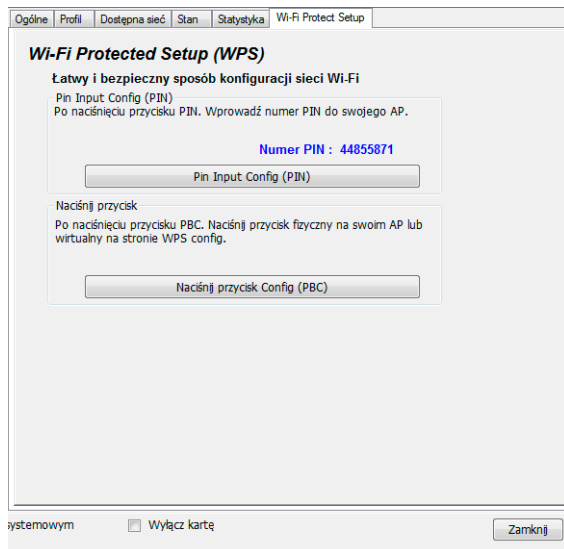 Ogólne Profil Dostępna sieć Stan Statystyka Wi-Fi Protect Setup
Wi-Fi Protected Setup (WPS)
Łatwy i bezpieczny sposób konfiguracji sieci Wi-Fi
Pin Input Config (PIN)
Po naciśnięciu przycisku PIN. Wprowadź numer PIN do swojego AP.
Numer PIN : 44855871
Pin Input Config (PIN)
Naciśnij przycisk
Po naciśnięciu przycisku PBC. Naciśnij przycisk fizyczny na swoim AP lub
wirtualny na stronie WPS config.
Naciśnij przycisk Config (PBC)
systemowym Wyłącz kartę Zamknij